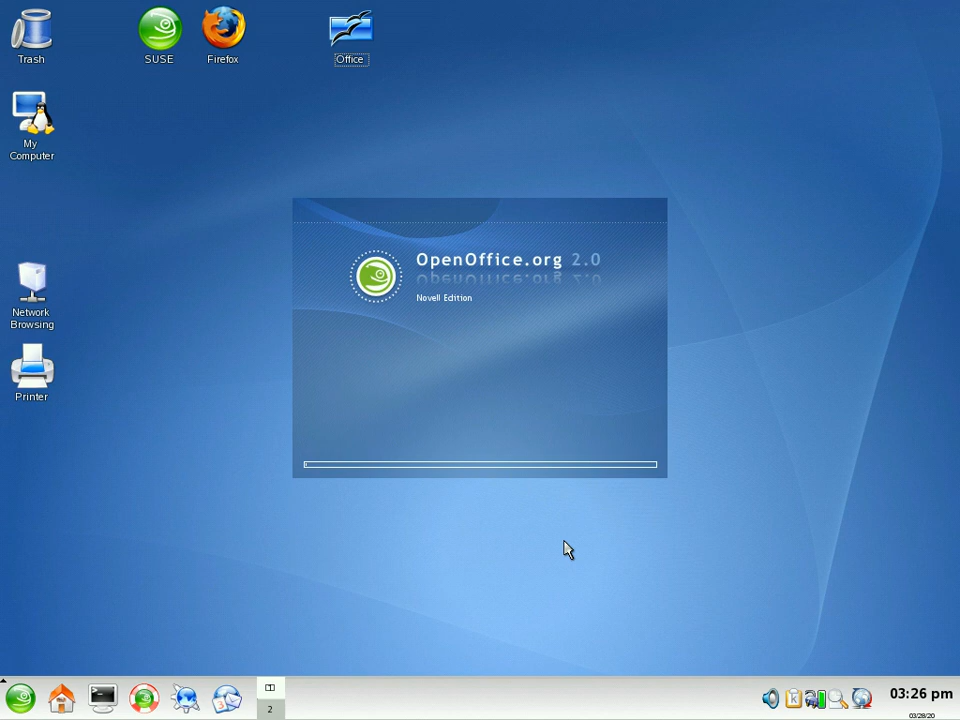 Trash
SUSE
Firefox
Office
My
Computer
OpenOffice.org 2.0
Novell Edition
Network
Browsing
Printer
2
03:26 pm
03/28/20